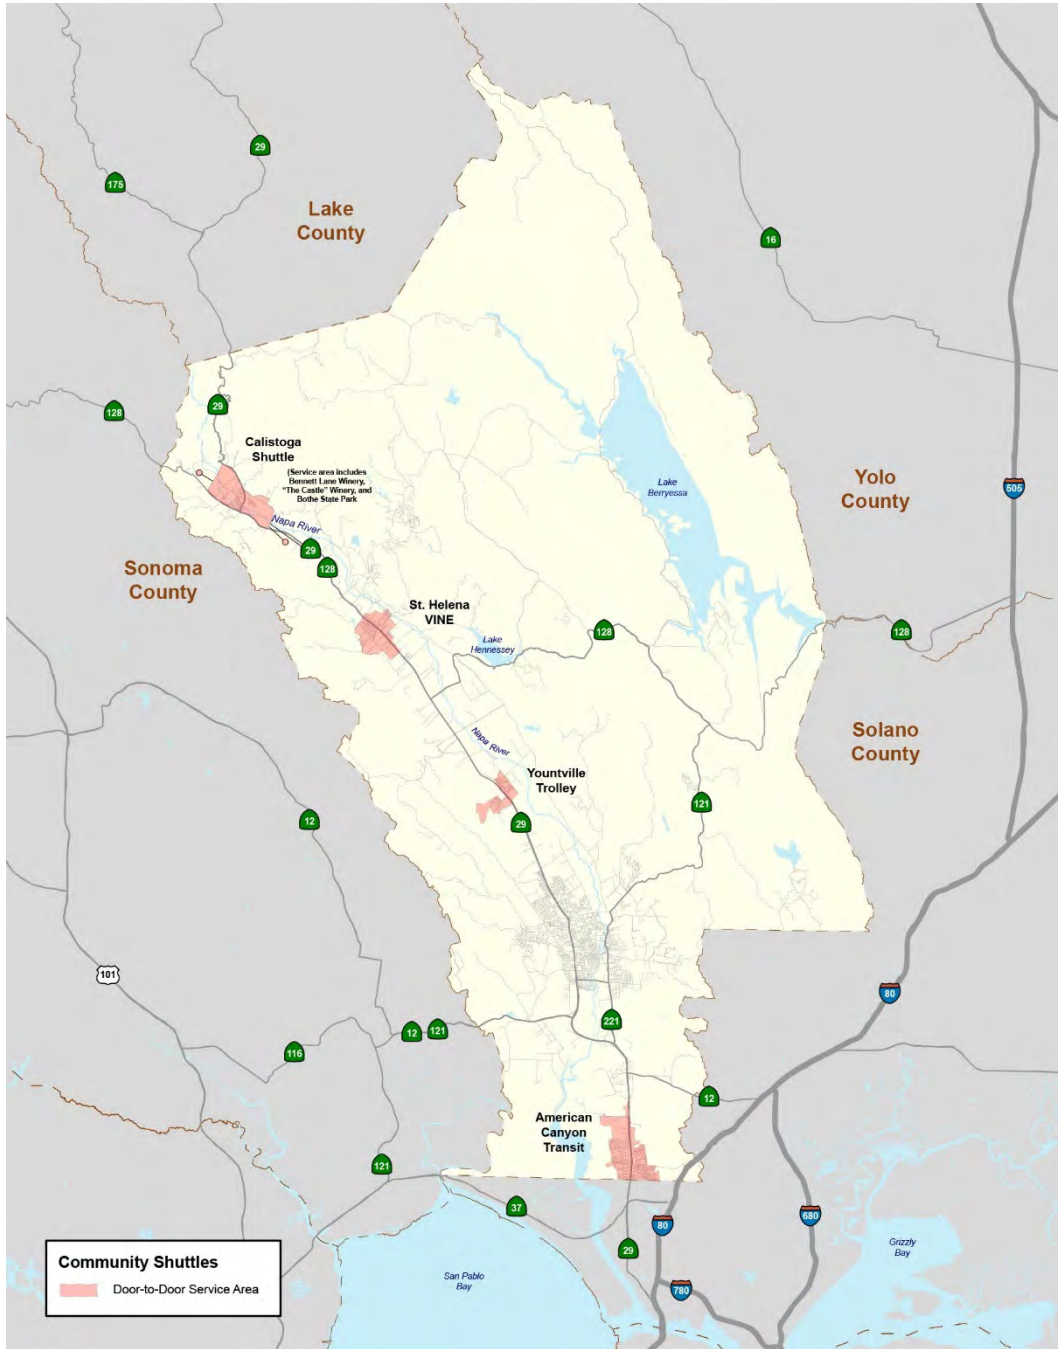 29
175
Lake
County
16
128
29
Calistoga
Shuttle
(Service area includes
Bennett Lane Winery,
"The Castle" Winery, and
Bothe State Park
Napa River
29
128
Sonoma
County
St. Helena
VINE
Lake
Hennessey
Lake
Berryessa
Yolo
County
505
128
128
Solano
County
Napa River
Yountville
Trolley
29
121
12
101
80
221
12
121
116
12
American
Canyon
Transit
121
37
80
680
29
780
Grizzly
Bay
San Pablo
Bay
Community Shuttles
Door-to-Door Service Area